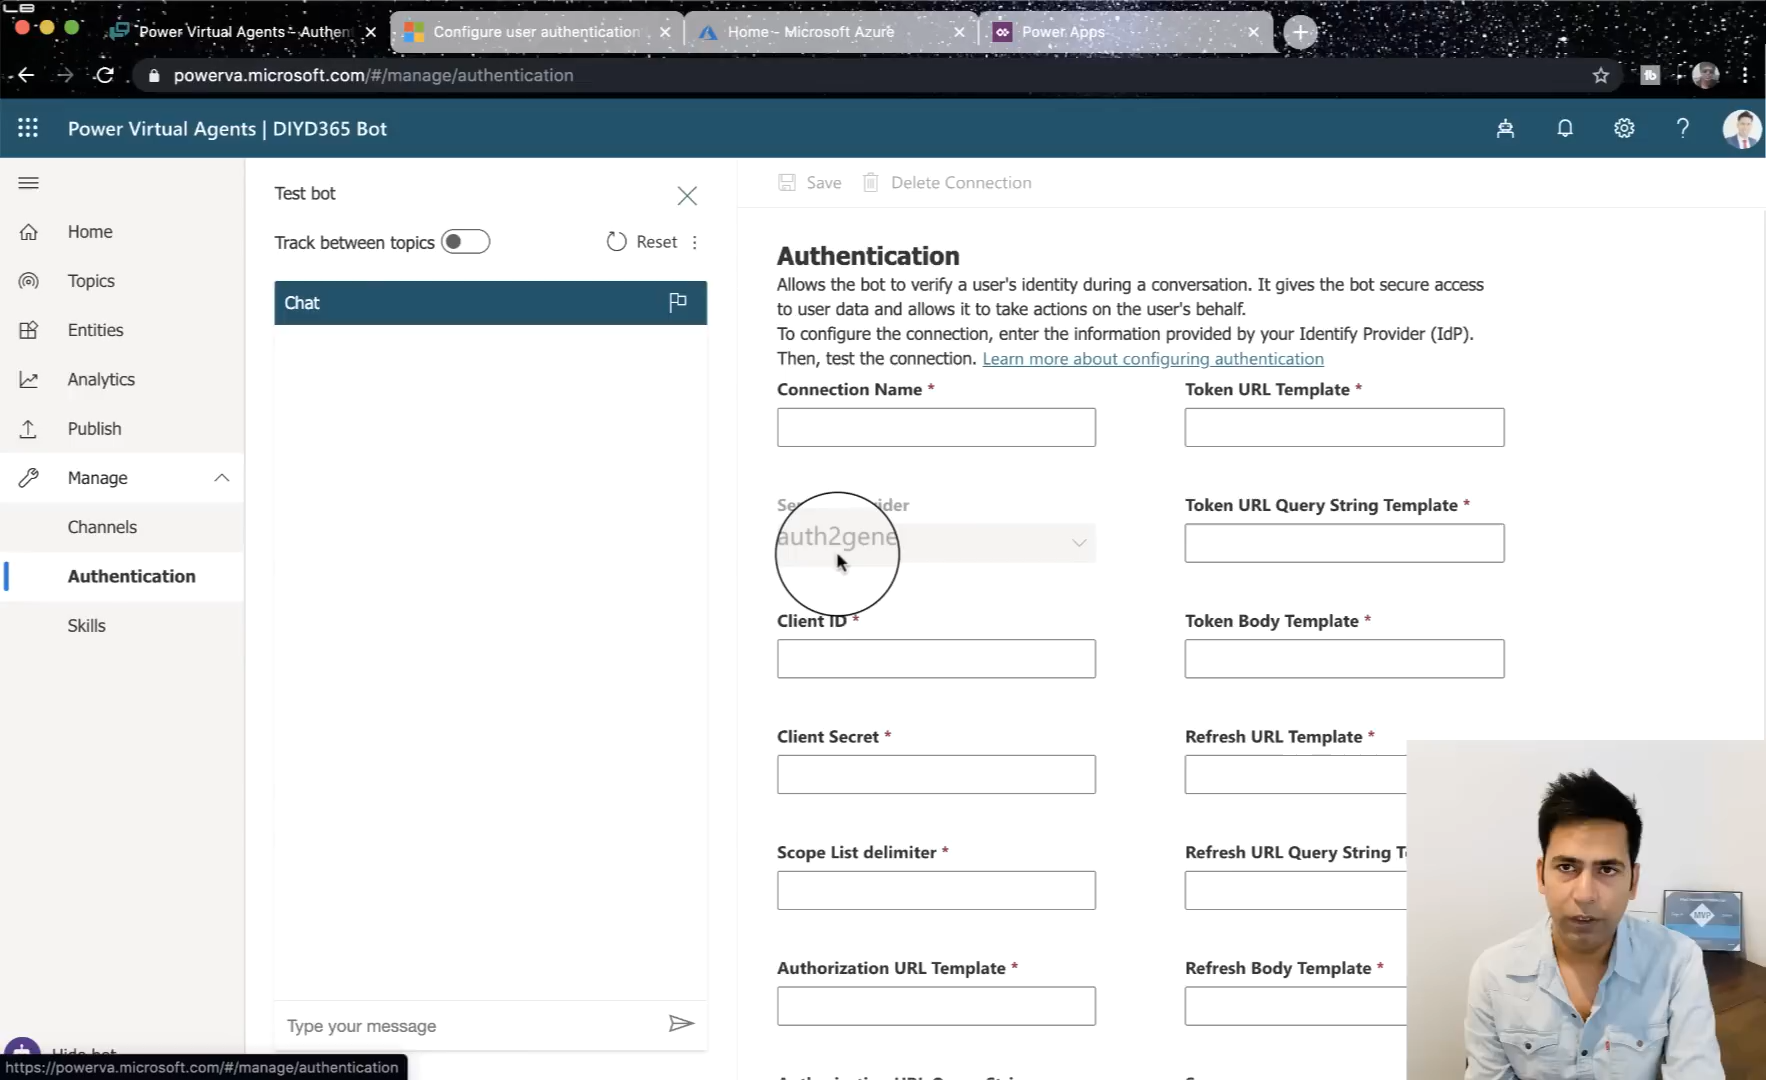 Power Virtual Agents - Authen
Configure user authentication
Home - Microsoft Azure
Power Apps
powerva.microsoft.com/#/manage/authentication
Power Virtual Agents | DIYD365 Bot
Home
Topics
Entities
Analytics
Publish
Manage
Channels
Authentication
Skills
Test bot
Track between topics
Reset
Chat
Type your message
Save
Delete Connection
Authentication
Allows the bot to verify a user's identity during a conversation. It gives the bot secure access
to user data and allows it to take actions on the user's behalf.
To configure the connection, enter the information provided by your Identify Provider (IdP).
Then, test the connection. Learn more about configuring authentication
Connection Name *
Token URL Template *
Token URL Query String Template *
auth2gene
Client ID *
Token Body Template *
Client Secret *
Refresh URL Template *
Scope List delimiter *
Refresh URL Query String T
Authorization URL Template *
Refresh Body Template *
MVP
https://powerva.microsoft.com/#/manage/authentication